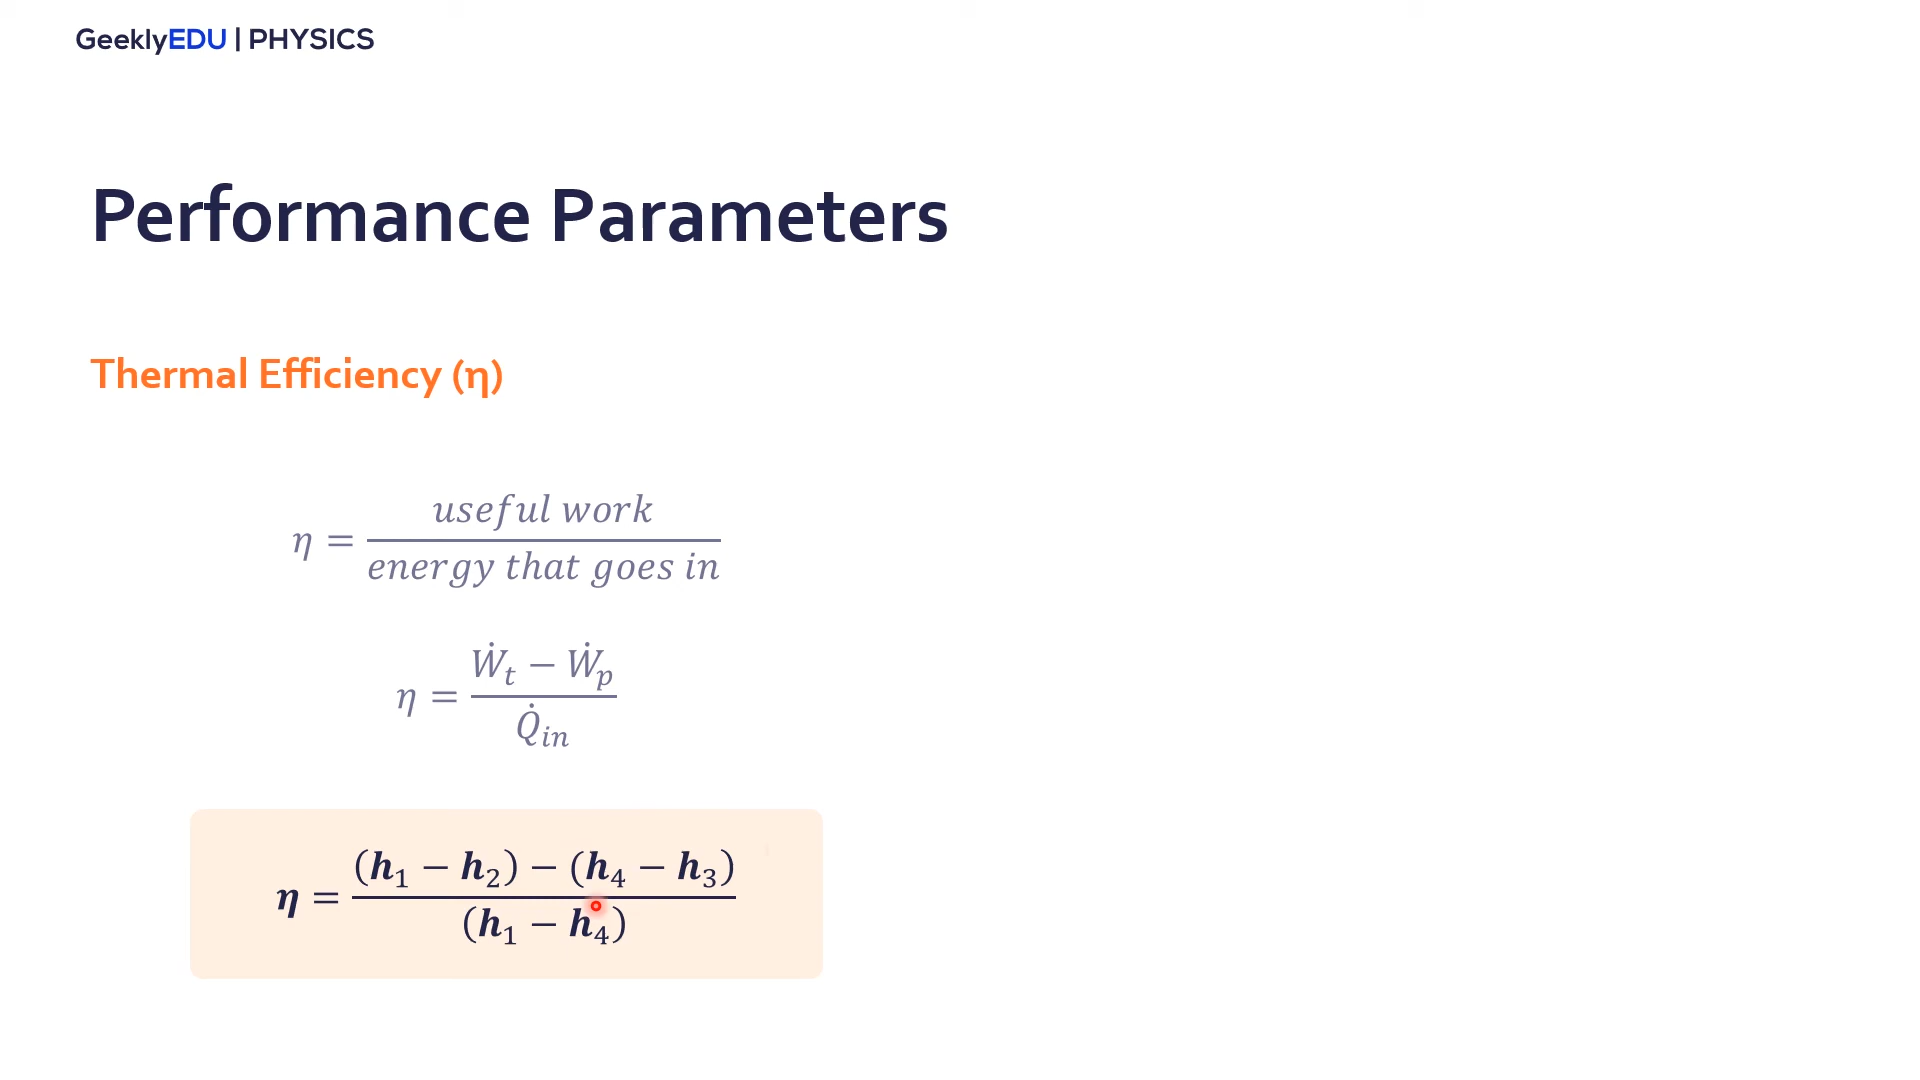 GeeklyEDU | PHYSICS
Performance Parameters
Thermal Efficiency (η)
η = useful work / energy that goes in
η = (Ẇₜ − Ẇₚ) / Q̇ᵢₙ
η = ((h₁ − h₂) − (h₄ − h₃)) / (h₁ − h₄)